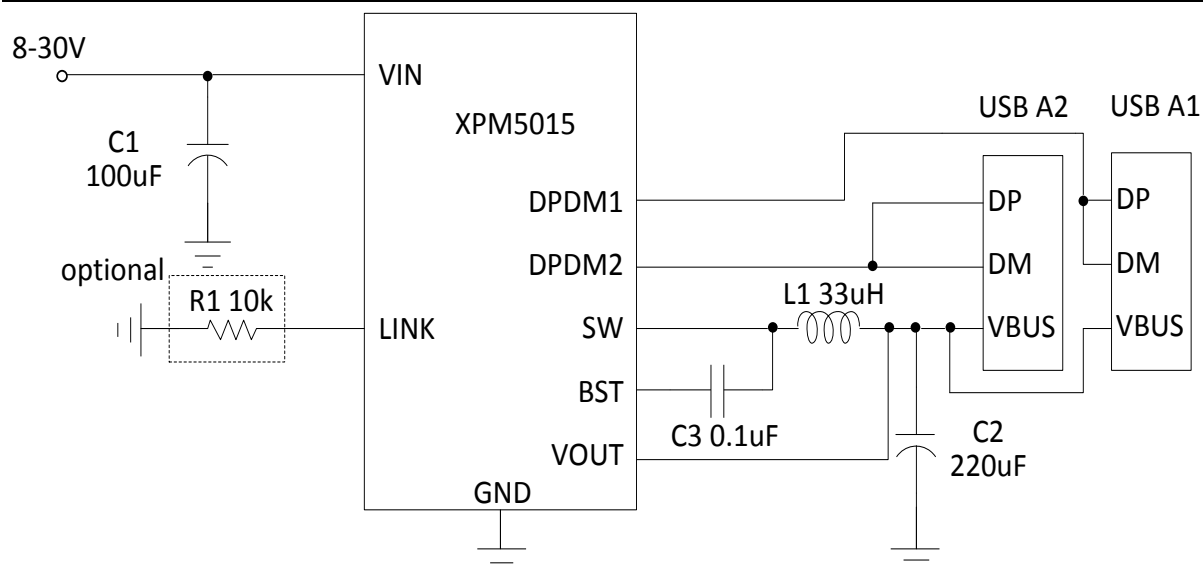 8-30V
VIN
XPM5015
USB A2
USB A1
C1
100uF
DPDM1
DP
DP
optional
DPDM2
DM
DM
R1 10k
L1 33uH
LINK
SW
VBUS
VBUS
BST
C3 0.1uF
C2
220uF
VOUT
GND